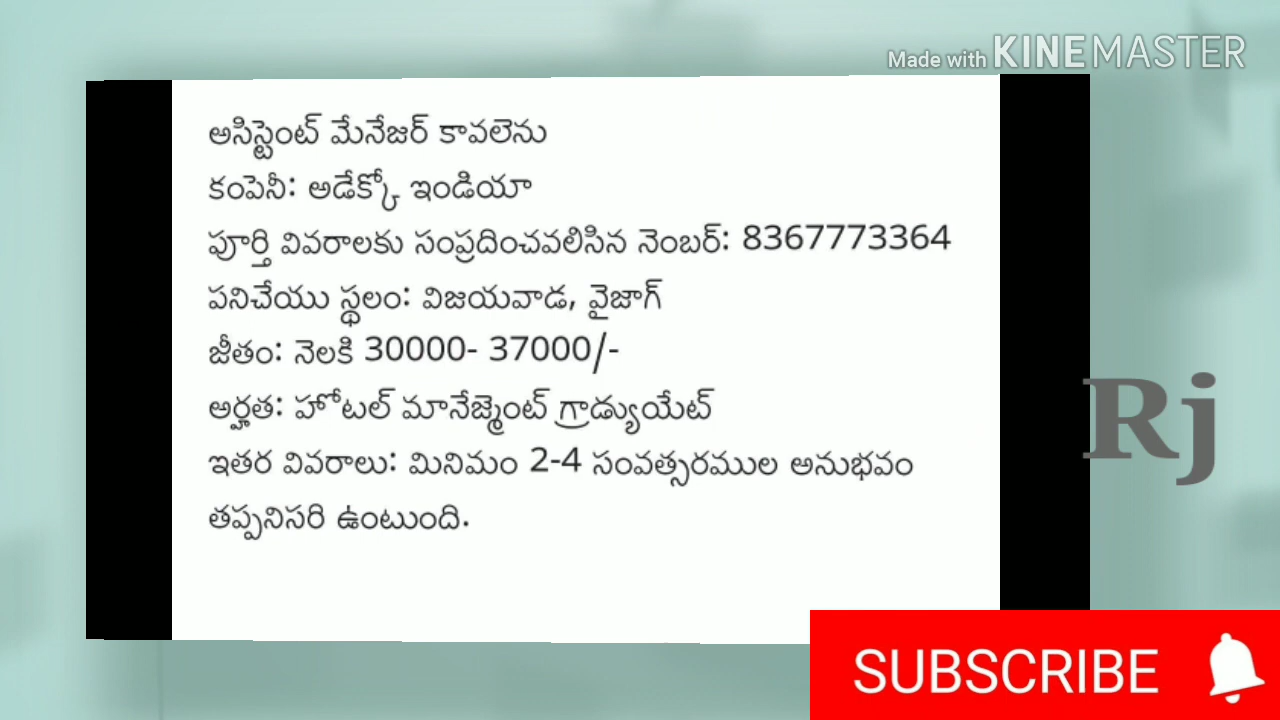 Made with KINEMASTER
అసిస్టెంట్ మేనేజర్ కావలెను
కంపెనీ: అడేక్కో ఇండియా
పూర్తి వివరాలకు సంప్రదించవలిసిన నెంబర్: 8367773364
పనిచేయు స్థలం: విజయవాడ, వైజాగ్
జీతం: నెలకి 30000- 37000/-
అర్హత: హోటల్ మానేజ్మెంట్ గ్రాడ్యుయేట్
ఇతర వివరాలు: మినిమం 2-4 సంవత్సరముల అనుభవం
తప్పనిసరి ఉంటుంది.
Rj
SUBSCRIBE